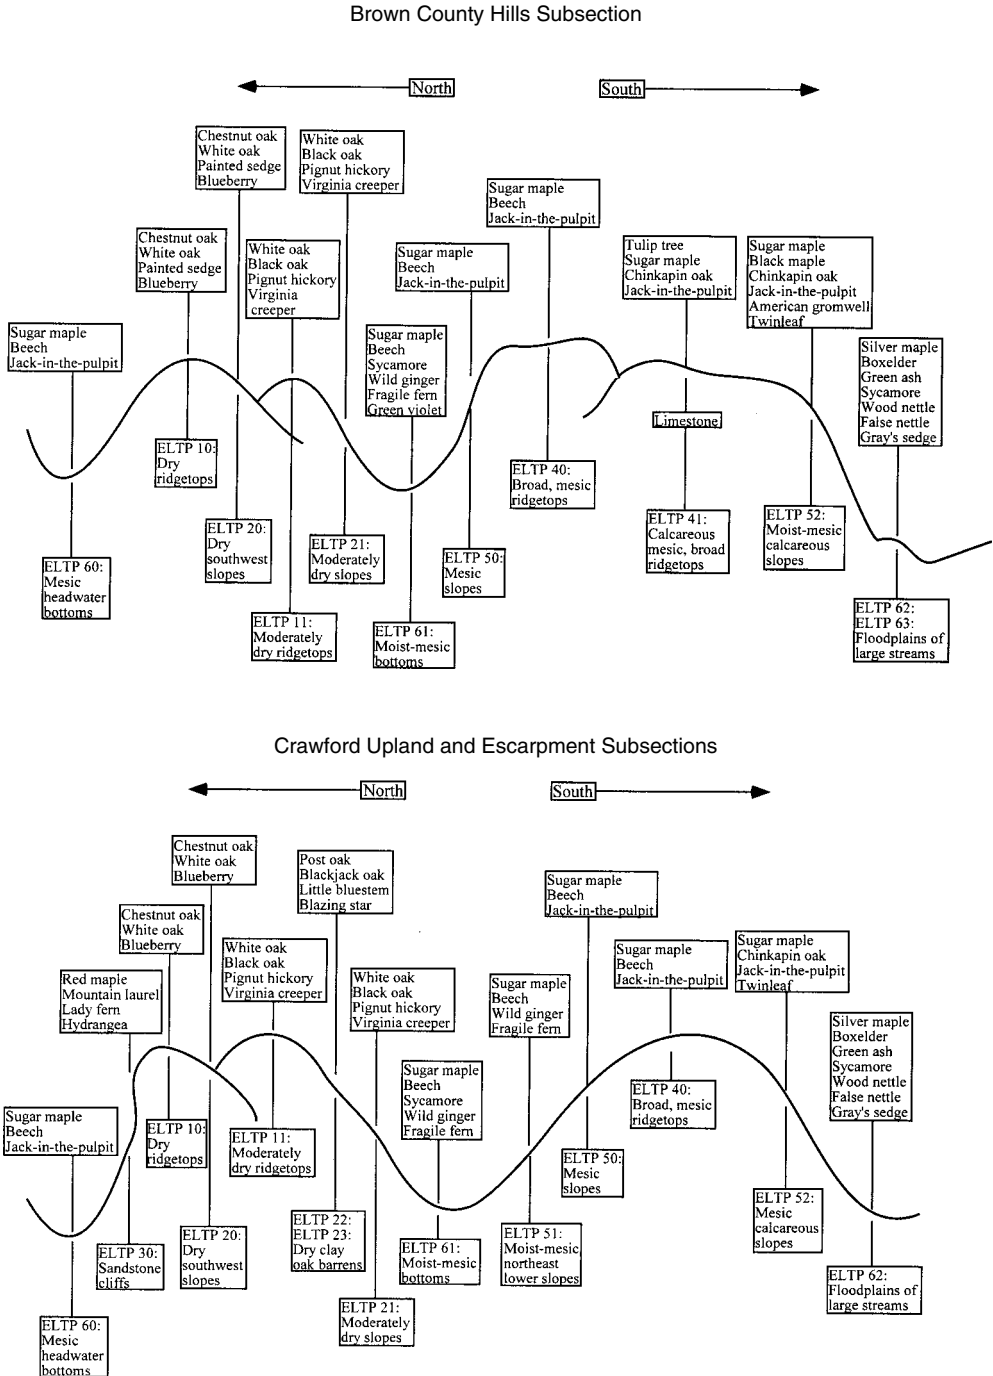 Brown County Hills Subsection
North
South
Chestnut oak
White oak
Painted sedge
Blueberry
White oak
Black oak
Pignut hickory
Virginia creeper
Sugar maple
Beech
Jack-in-the-pulpit
Chestnut oak
White oak
Painted sedge
Blueberry
White oak
Black oak
Pignut hickory
Virginia
creeper
Sugar maple
Beech
Jack-in-the-pulpit
Tulip tree
Sugar maple
Chinkapin oak
Jack-in-the-pulpit
Sugar maple
Black maple
Chinkapin oak
Jack-in-the-pulpit
American gromwell
Twinleaf
Sugar maple
Beech
Jack-in-the-pulpit
Sugar maple
Beech
Sycamore
Wild ginger
Fragile fern
Green violet
Silver maple
Boxelder
Green ash
Sycamore
Wood nettle
False nettle
Gray's sedge
Limestone
ELTP 10:
Dry
ridgetops
ELTP 40:
Broad, mesic
ridgetops
ELTP 41:
Calcareous
mesic, broad
ridgetops
ELTP 52:
Moist-mesic
calcareous
slopes
ELTP 20:
Dry
southwest
slopes
ELTP 21:
Moderately
dry slopes
ELTP 50:
Mesic
slopes
ELTP 60:
Mesic
headwater
bottoms
ELTP 11:
Moderately
dry ridgetops
ELTP 61:
Moist-mesic
bottoms
ELTP 62:
ELTP 63:
Floodplains of
large streams
Crawford Upland and Escarpment Subsections
North
South
Chestnut oak
White oak
Blueberry
Post oak
Blackjack oak
Little bluestem
Blazing star
Sugar maple
Beech
Jack-in-the-pulpit
Chestnut oak
White oak
Blueberry
White oak
Black oak
Pignut hickory
Virginia creeper
Sugar maple
Beech
Jack-in-the-pulpit
Sugar maple
Chinkapin oak
Jack-in-the-pulpit
Twinleaf
Red maple
Mountain laurel
Lady fern
Hydrangea
White oak
Black oak
Pignut hickory
Virginia creeper
Sugar maple
Beech
Wild ginger
Fragile fern
Silver maple
Boxelder
Green ash
Sycamore
Wood nettle
False nettle
Gray's sedge
Sugar maple
Beech
Sycamore
Wild ginger
Fragile fern
Sugar maple
Beech
Jack-in-the-pulpit
ELTP 10:
Dry
ridgetops
ELTP 11:
Moderately
dry ridgetops
ELTP 40:
Broad, mesic
ridgetops
ELTP 50:
Mesic
slopes
ELTP 30:
Sandstone
cliffs
ELTP 20:
Dry
southwest
slopes
ELTP 22:
ELTP 23:
Dry clay
oak barrens
ELTP 61:
Moist-mesic
bottoms
ELTP 51:
Moist-mesic,
northeast
lower slopes
ELTP 52:
Mesic
calcareous
slopes
ELTP 62:
Floodplains of
large streams
ELTP 21:
Moderately
dry slopes
ELTP 60:
Mesic
headwater
bottoms